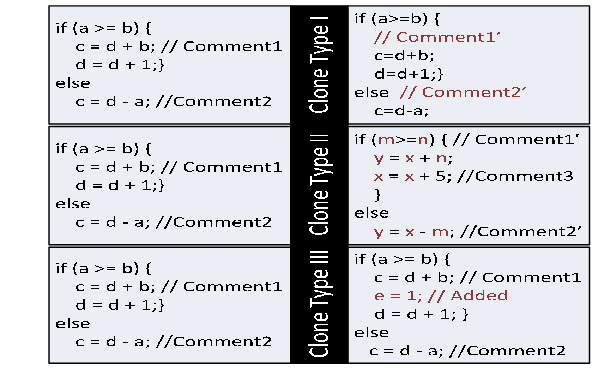 if (a >= b) {
c = d + b; // Comment1
d = d + 1;}
else
c = d - a; //Comment2
Clone Type I
if (a>=b) {
// Comment1′
c=d+b;
d=d+1;}
else // Comment2′
c=d-a;
if (a >= b) {
c = d + b; // Comment1
d = d + 1;}
else
c = d - a; //Comment2
Clone Type II
if (m>=n) { // Comment1′
y = x + n;
x = x + 5; //Comment3
}
else
y = x - m; //Comment2′
if (a >= b) {
c = d + b; // Comment1
d = d + 1;}
else
c = d - a; //Comment2
Clone Type III
if (a >= b) {
c = d + b; // Comment1
e = 1; // Added
d = d + 1; }
else
c = d - a; //Comment2